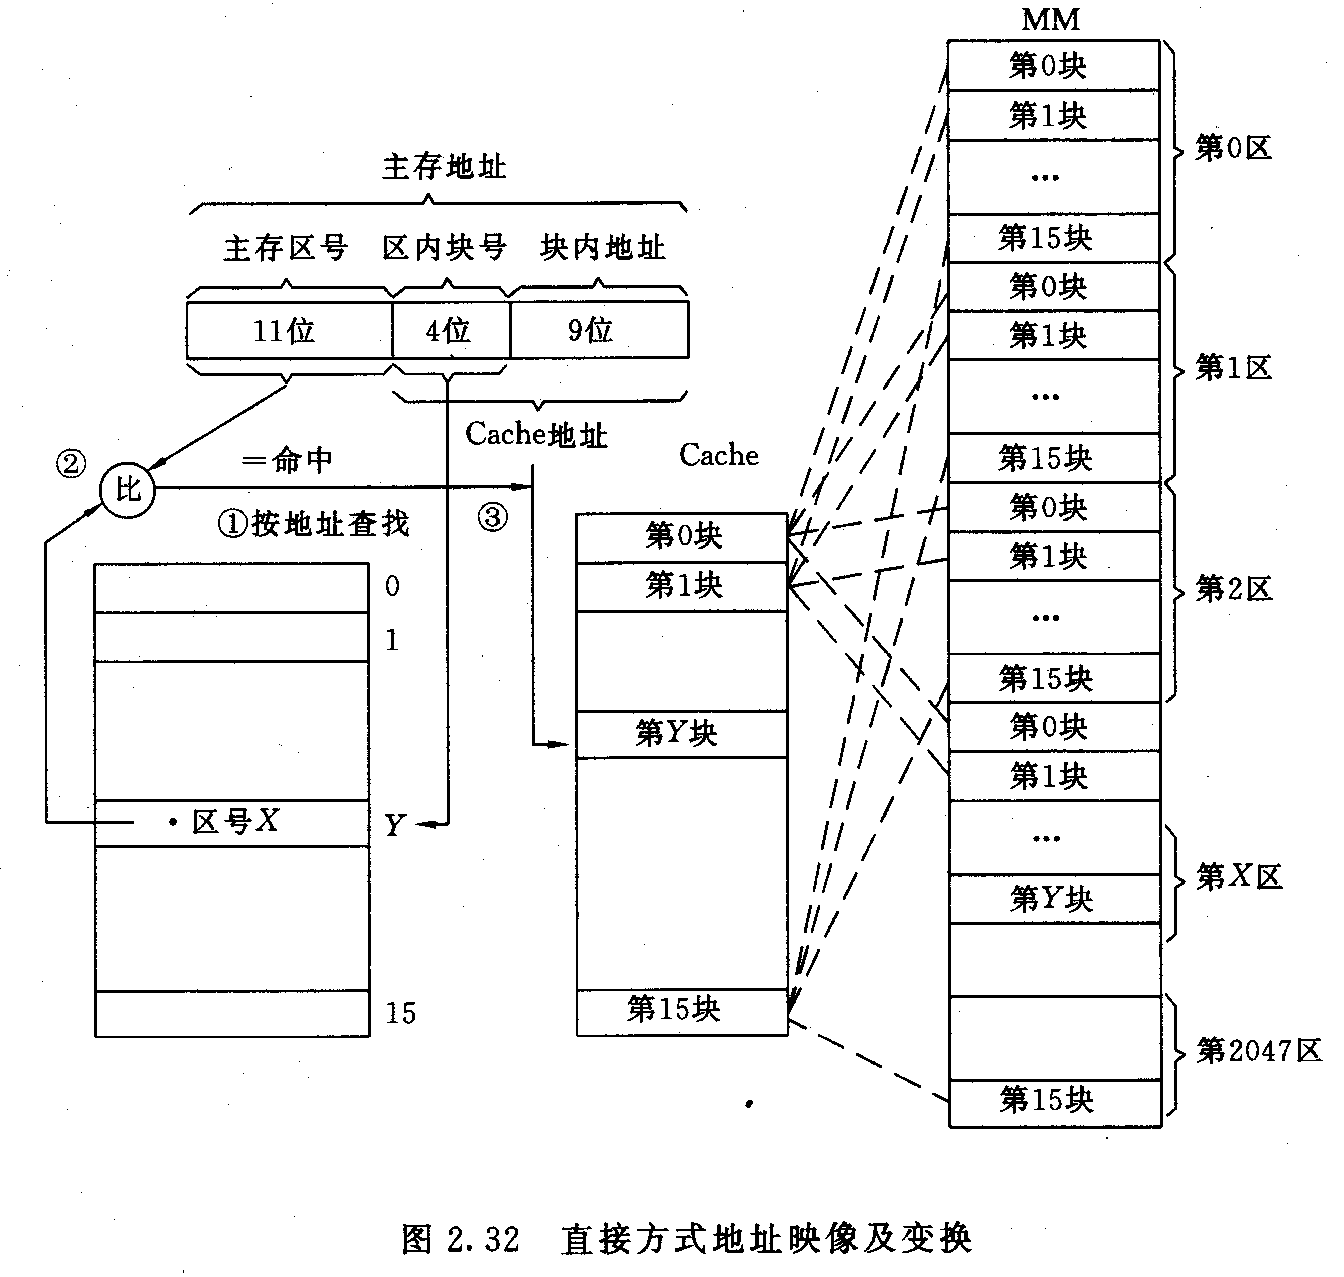 MM
第0块
第1块
…
第15块
第0区
第0块
第1块
…
第15块
第1区
第0块
第1块
…
第15块
第2区
第0块
第1块
…
第Y块
第X区
第15块
第2047区
主存地址
主存区号 区内块号 块内地址
11位 4位 9位
Cache地址
② 比 =命中 ③
①按地址查找
0
1
·区号X Y
15
Cache
第0块
第1块
第Y块
第15块
图 2.32 直接方式地址映像及变换